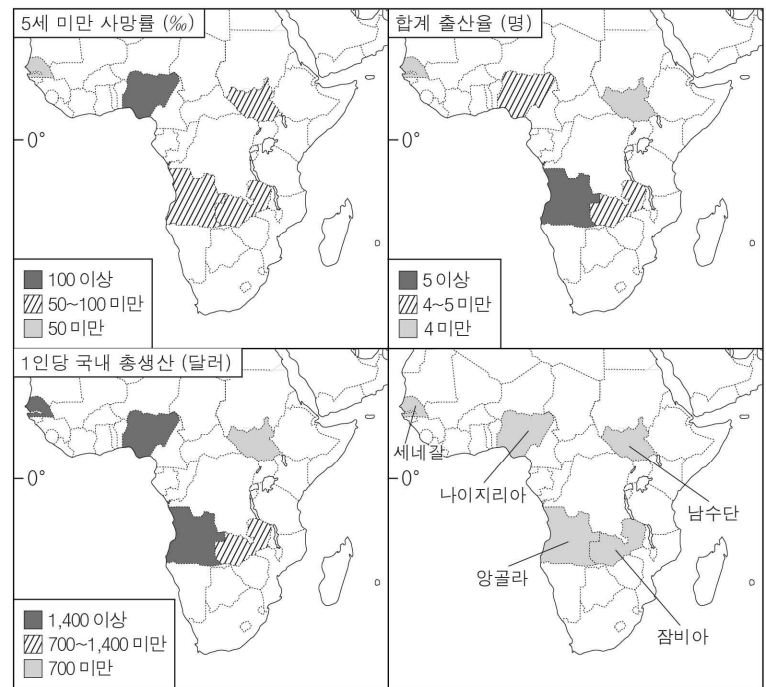 5세 미만 사망률 (‰)
0°
100 이상
50~100 미만
50 미만
합계 출산율 (명)
0°
5 이상
4~5 미만
4 미만
1인당 국내 총생산 (달러)
0°
1,400 이상
700~1,400 미만
700 미만
세네갈
0°
나이지리아
남수단
앙골라
잠비아